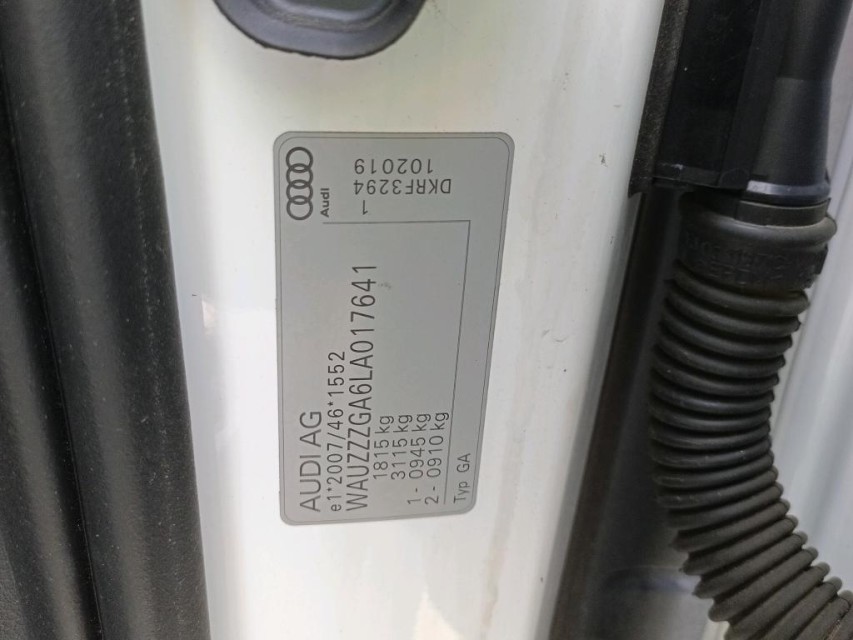 AUDI AG
e1*2007/46*1552
WAUZZZGA6LA017641
1815 kg
3115 kg
1 - 0945 kg
2 - 0910 kg
Typ GA
Audi
1
DKRF3294
102019